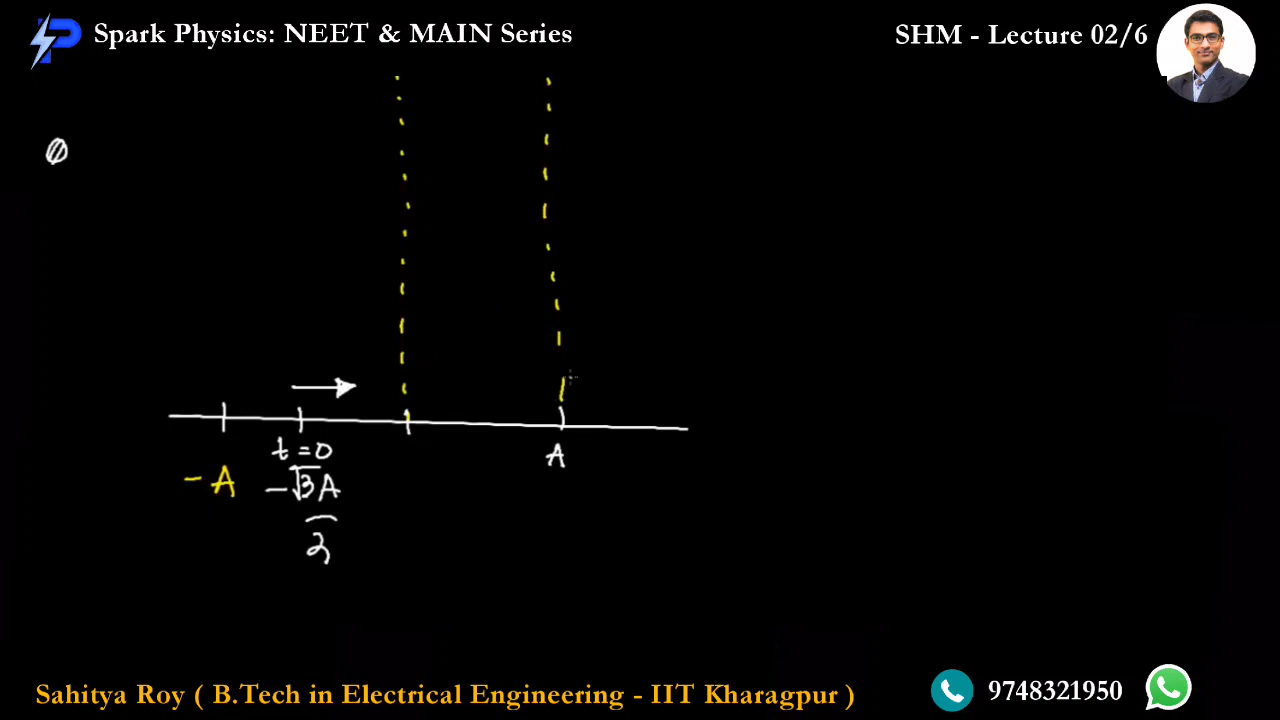 Spark Physics: NEET & MAIN Series
SHM - Lecture 02/6
0
t = 0
A
- A
-√3A
2
Sahitya Roy ( B.Tech in Electrical Engineering - IIT Kharagpur )
9748321950